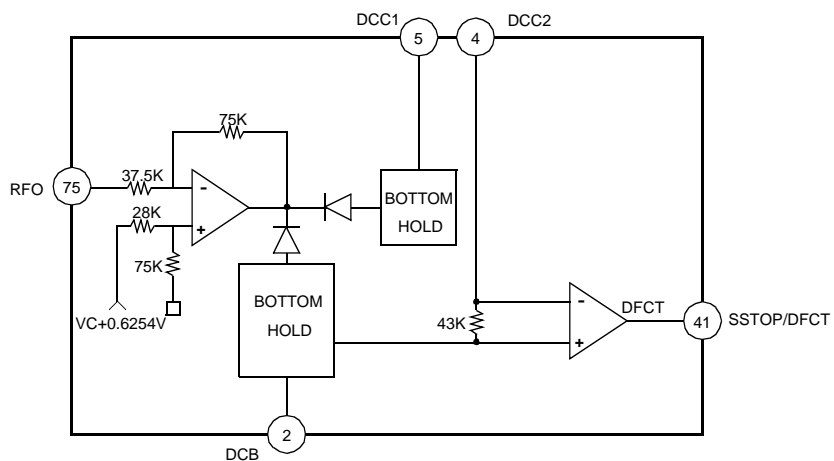 DCC1
DCC2
5
4
75K
RFO
75
37.5K
-
28K
+
75K
VC+0.6254V
BOTTOM
HOLD
BOTTOM
HOLD
43K
-
+
DFCT
41
SSTOP/DFCT
2
DCB